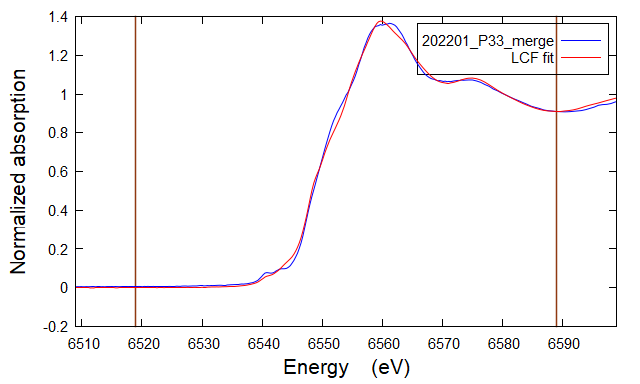 1.4
1.2
1
0.8
0.6
0.4
0.2
0
-0.2
Normalized absorption
202201_P33_merge
LCF fit
6510 6520 6530 6540 6550 6560 6570 6580 6590
Energy (eV)